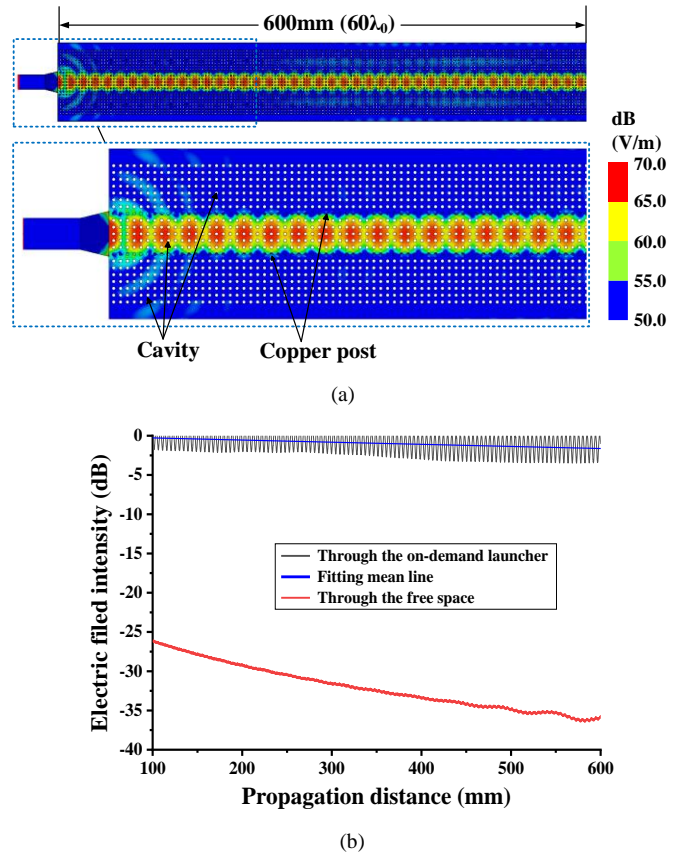 600mm (60λ₀)
dB
(V/m)
70.0
65.0
60.0
55.0
50.0
Cavity
Copper post
(a)
Electric filed intensity (dB)
0
-5
-10
-15
-20
-25
-30
-35
-40
Through the on-demand launcher
Fitting mean line
Through the free space
100
200
300
400
500
600
Propagation distance (mm)
(b)